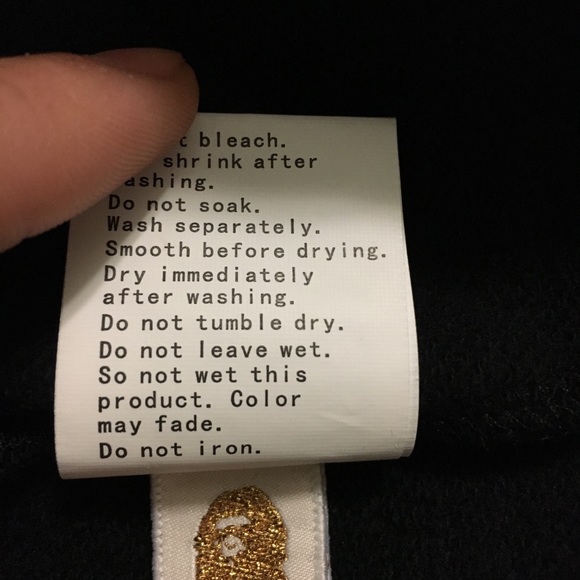 bleach.
shrink after
washing.
Do not soak.
Wash separately.
Smooth before drying.
Dry immediately
after washing.
Do not tumble dry.
Do not leave wet.
So not wet this
product. Color
may fade.
Do not iron.